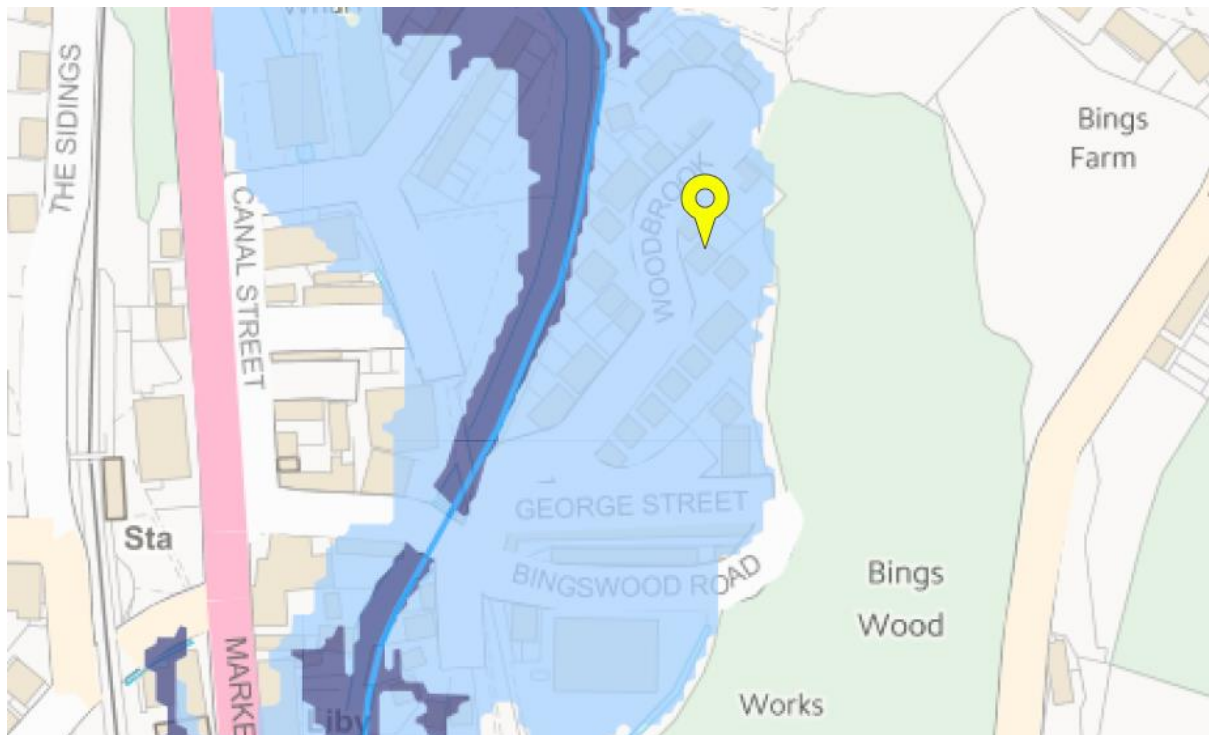 THE SIDINGS
CANAL STREET
WOODBROOK
Bings
Farm
GEORGE STREET
Sta
BINGSWOOD ROAD
Bings
Wood
MARKE
Liby
Works